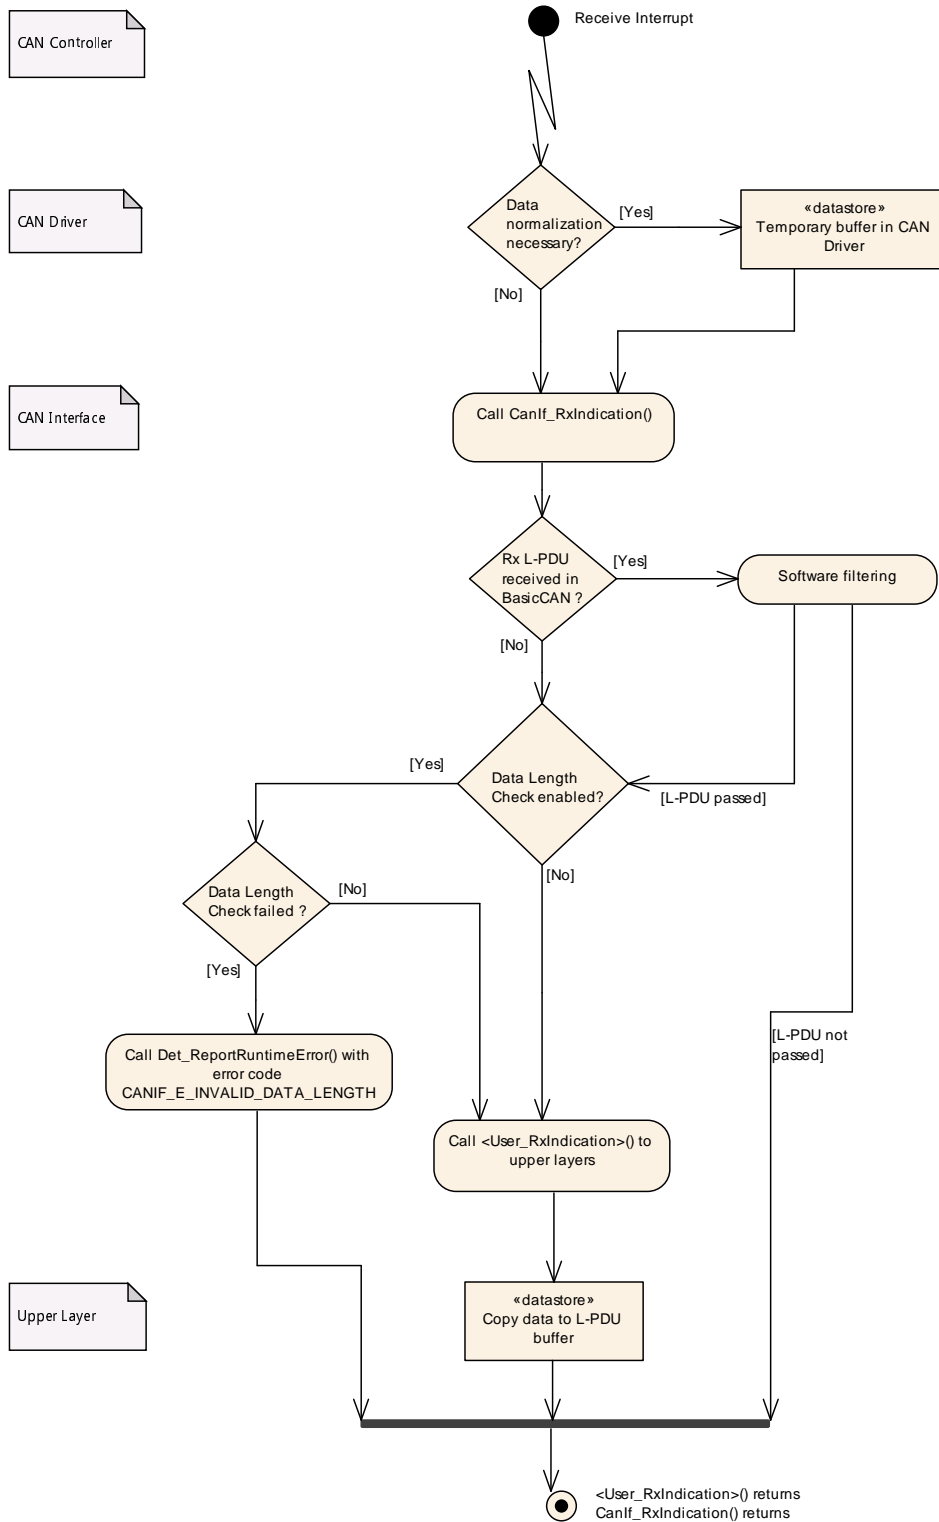 Receive Interrupt
CAN Controller
CAN Driver
Data
normalization
necessary?
[Yes]
«datastore»
Temporary buffer in CAN
Driver
[No]
CAN Interface
Call CanIf_RxIndication()
Rx L-PDU
received in
BasicCAN ?
[Yes]
Software filtering
[No]
[Yes]
Data Length
Check enabled?
[L-PDU passed]
[No]
Data Length
Check failed ?
[No]
[Yes]
[L-PDU not
passed]
Call Det_ReportRuntimeError() with
error code
CANIF_E_INVALID_DATA_LENGTH
Call <User_RxIndication>() to
upper layers
Upper Layer
«datastore»
Copy data to L-PDU
buffer
<User_RxIndication>() returns
CanIf_RxIndication() returns